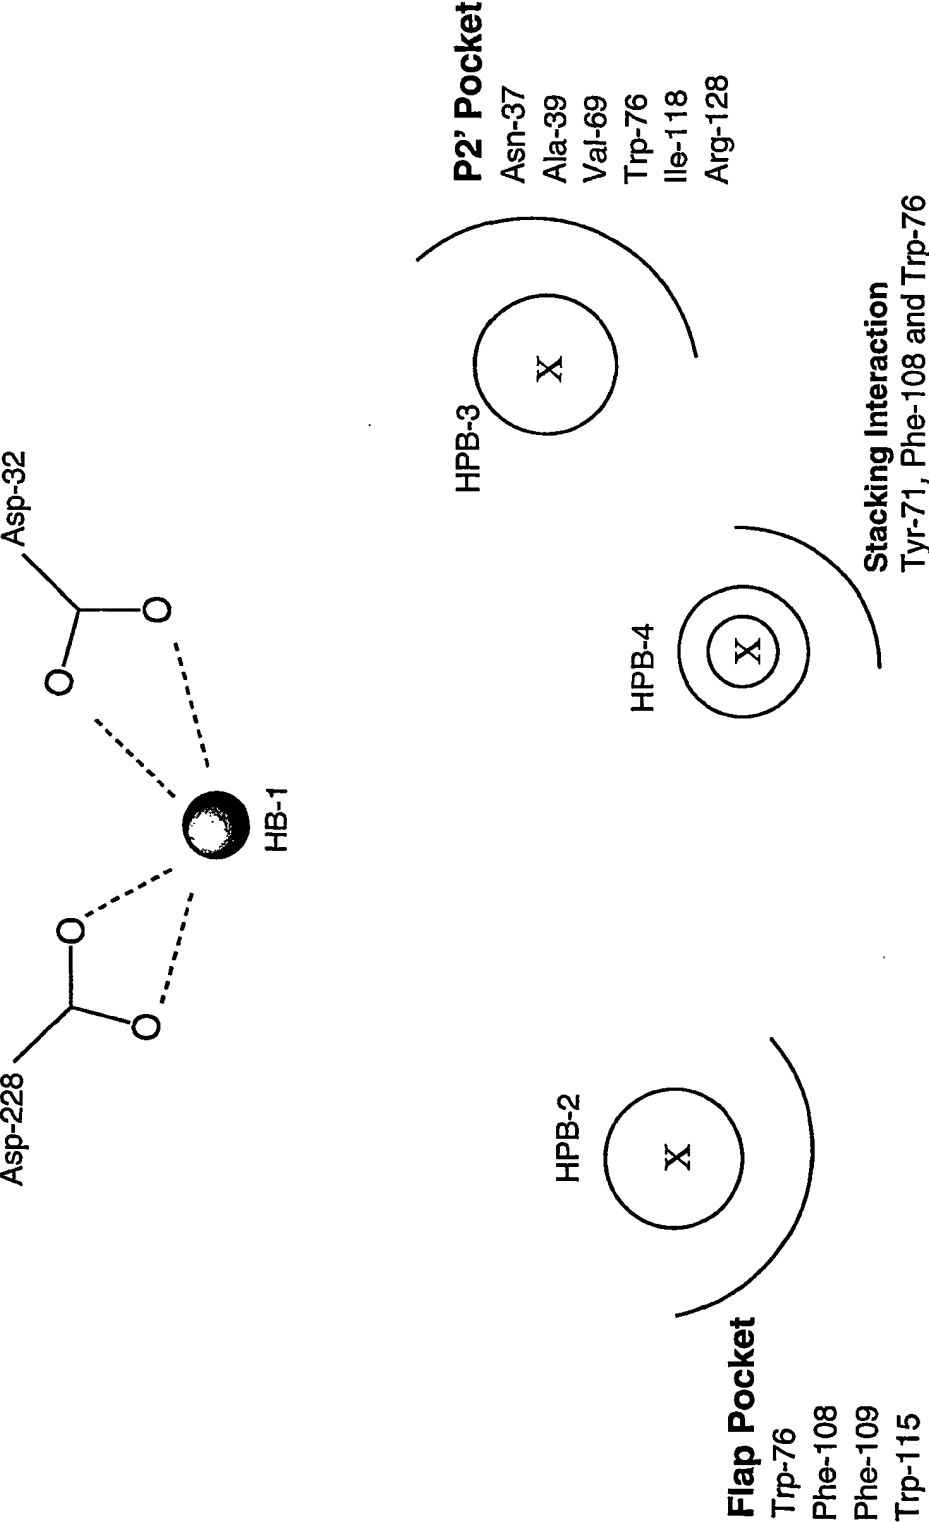 Asp-228
O
O
Asp-32
O
O
HB-1
HPB-2
X
Flap Pocket
Trp-76
Phe-108
Phe-109
Trp-115
HPB-4
X
Stacking Interaction
Tyr-71, Phe-108 and Trp-76
HPB-3
X
P2' Pocket
Asn-37
Ala-39
Val-69
Trp-76
Ile-118
Arg-128